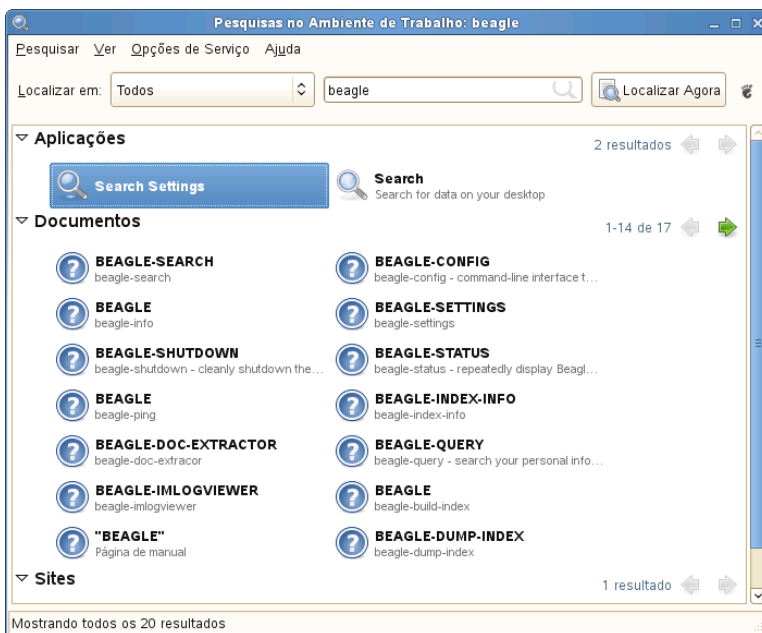 Pesquisas no Ambiente de Trabalho: beagle
Pesquisar Ver Opções de Serviço Ajuda
Localizar em: Todos beagle Localizar Agora
Aplicações 2 resultados
Search Settings
Search
Search for data on your desktop
Documentos 1-14 de 17
BEAGLE-SEARCH
beagle-search
BEAGLE-CONFIG
beagle-config - command-line interface t...
BEAGLE
beagle-info
BEAGLE-SETTINGS
beagle-settings
BEAGLE-SHUTDOWN
beagle-shutdown - cleanly shutdown the...
BEAGLE-STATUS
beagle-status - repeatedly display Beagl...
BEAGLE
beagle-ping
BEAGLE-INDEX-INFO
beagle-index-info
BEAGLE-DOC-EXTRACTOR
beagle-doc-extracor
BEAGLE-QUERY
beagle-query - search your personal info...
BEAGLE-IMLOGVIEWER
beagle-imlogviewer
BEAGLE
beagle-build-index
"BEAGLE"
Página de manual
BEAGLE-DUMP-INDEX
beagle-dump-index
Sites 1 resultado
Mostrando todos os 20 resultados